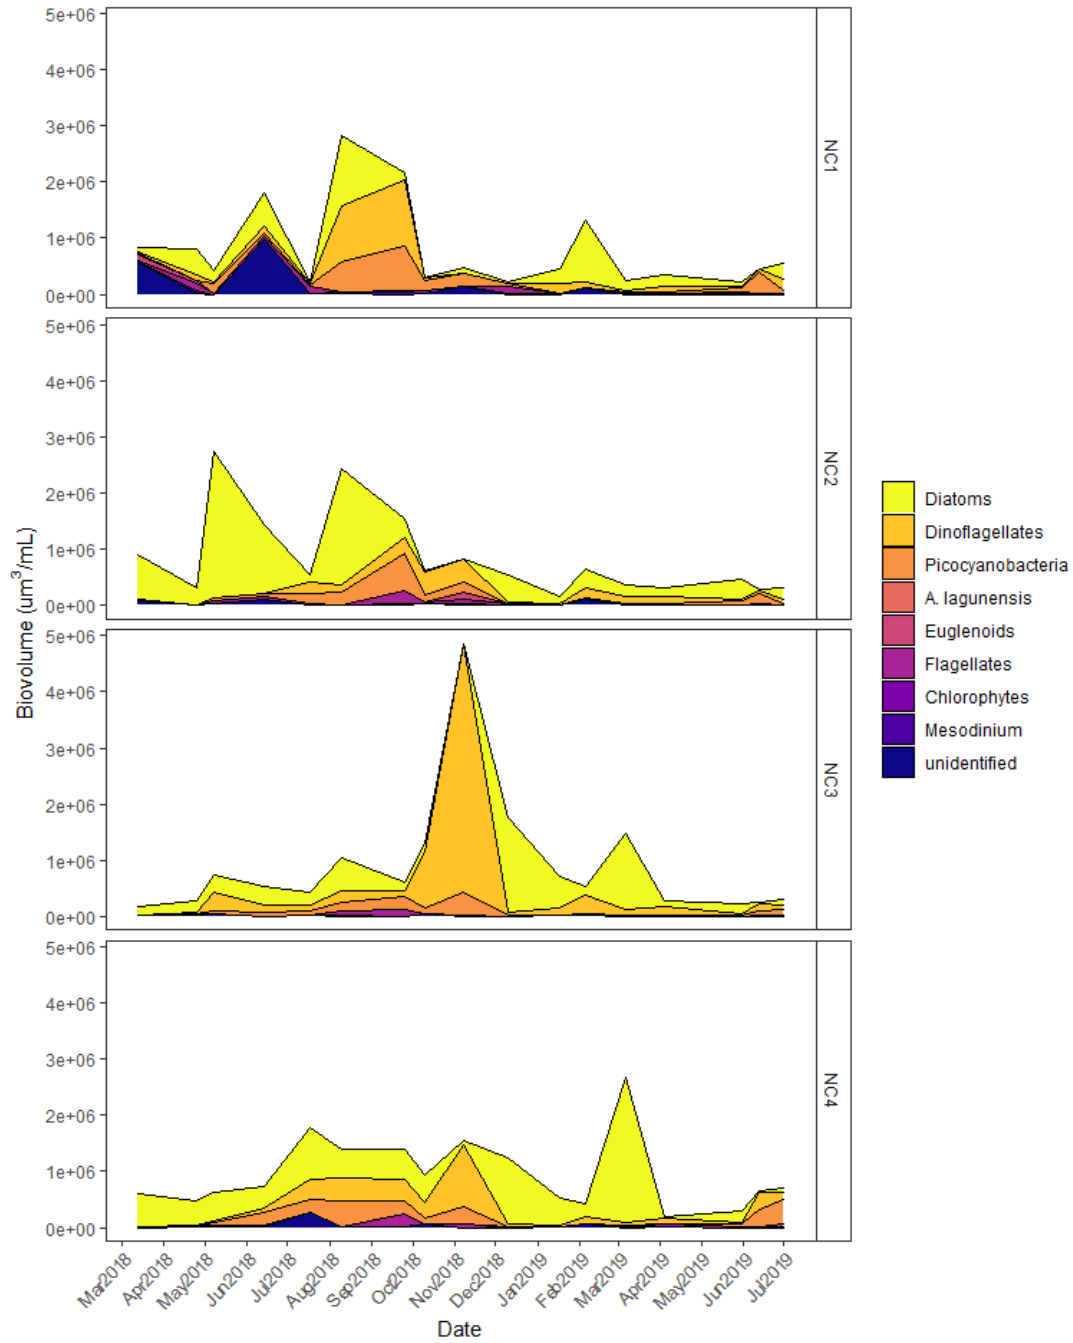 5e+06
4e+06
3e+06
2e+06
1e+06
0e+00
NC1
5e+06
4e+06
3e+06
2e+06
1e+06
0e+00
NC2
5e+06
4e+06
3e+06
2e+06
1e+06
0e+00
NC3
5e+06
4e+06
3e+06
2e+06
1e+06
0e+00
NC4
Biovolume (um³/mL)
Mar2018
Apr2018
May2018
Jun2018
Jul2018
Aug2018
Sep2018
Oct2018
Nov2018
Dec2018
Jan2019
Feb2019
Mar2019
Apr2019
May2019
Jun2019
Jul2019
Date
Diatoms
Dinoflagellates
Picocyanobacteria
A. lagunensis
Euglenoids
Flagellates
Chlorophytes
Mesodinium
unidentified